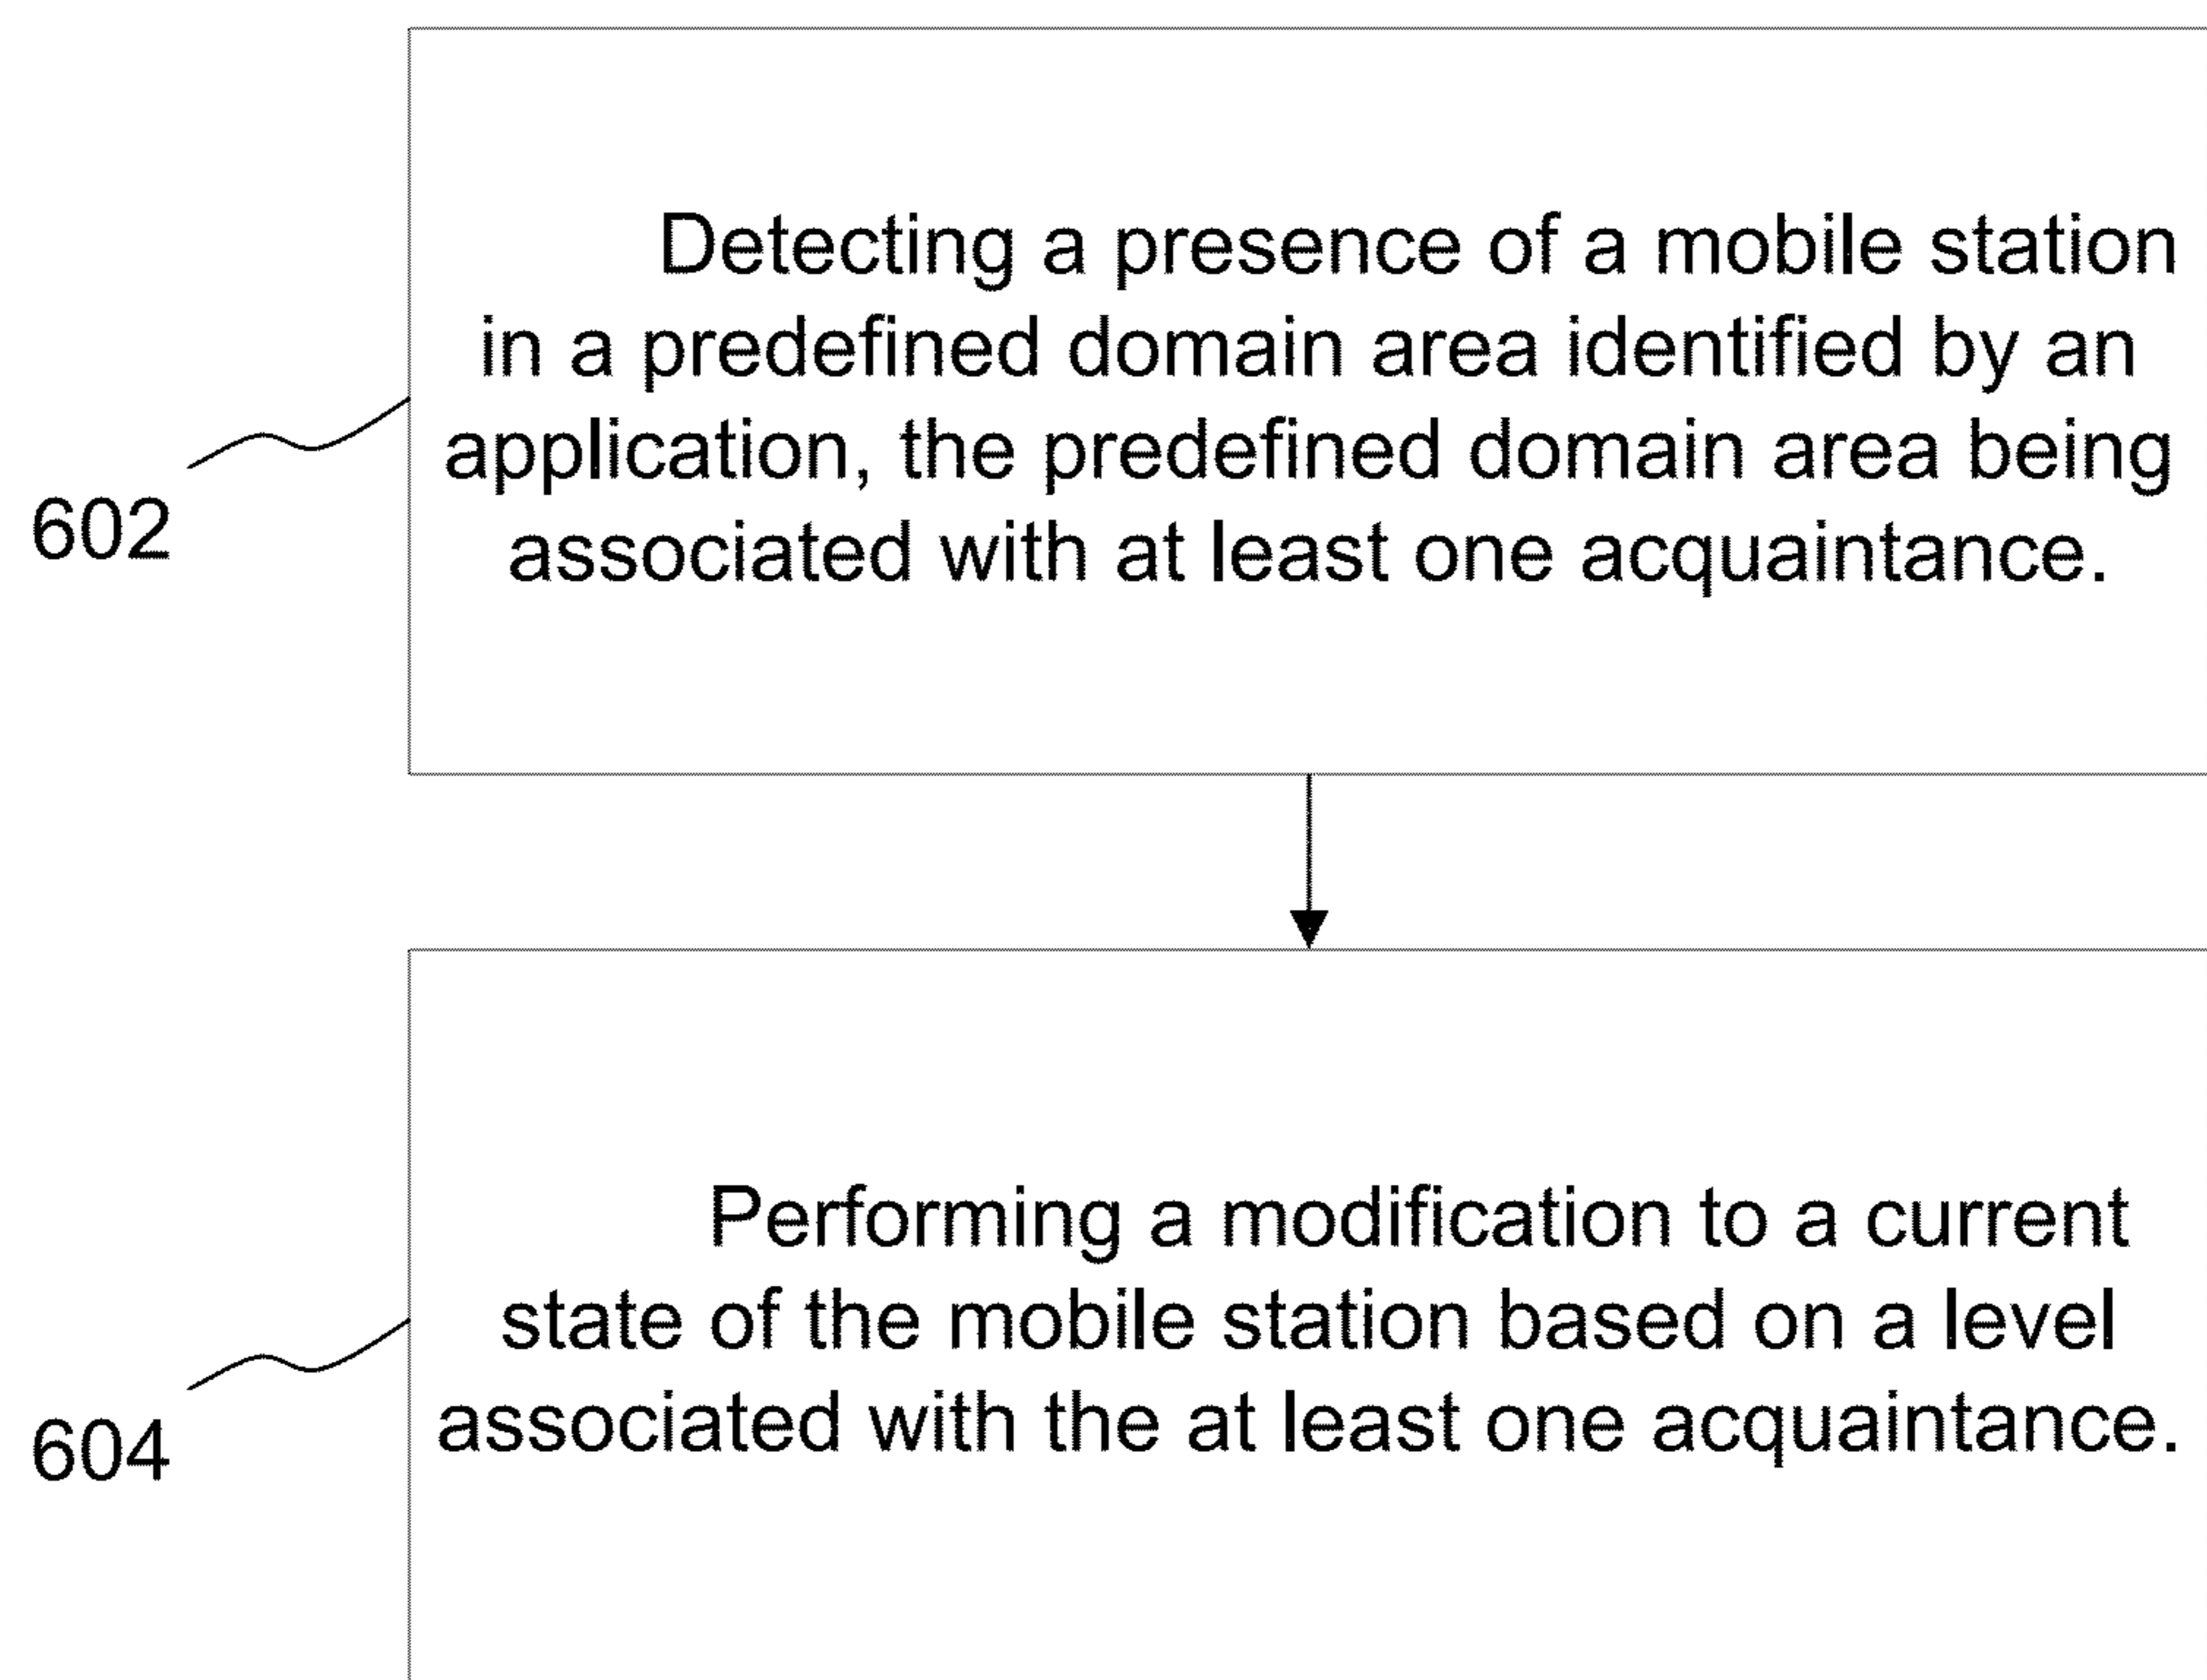 Detecting a presence of a mobile station
in a predefined domain area identified by an
application, the predefined domain area being
associated with at least one acquaintance.
602
Performing a modification to a current
state of the mobile station based on a level
associated with the at least one acquaintance.
604